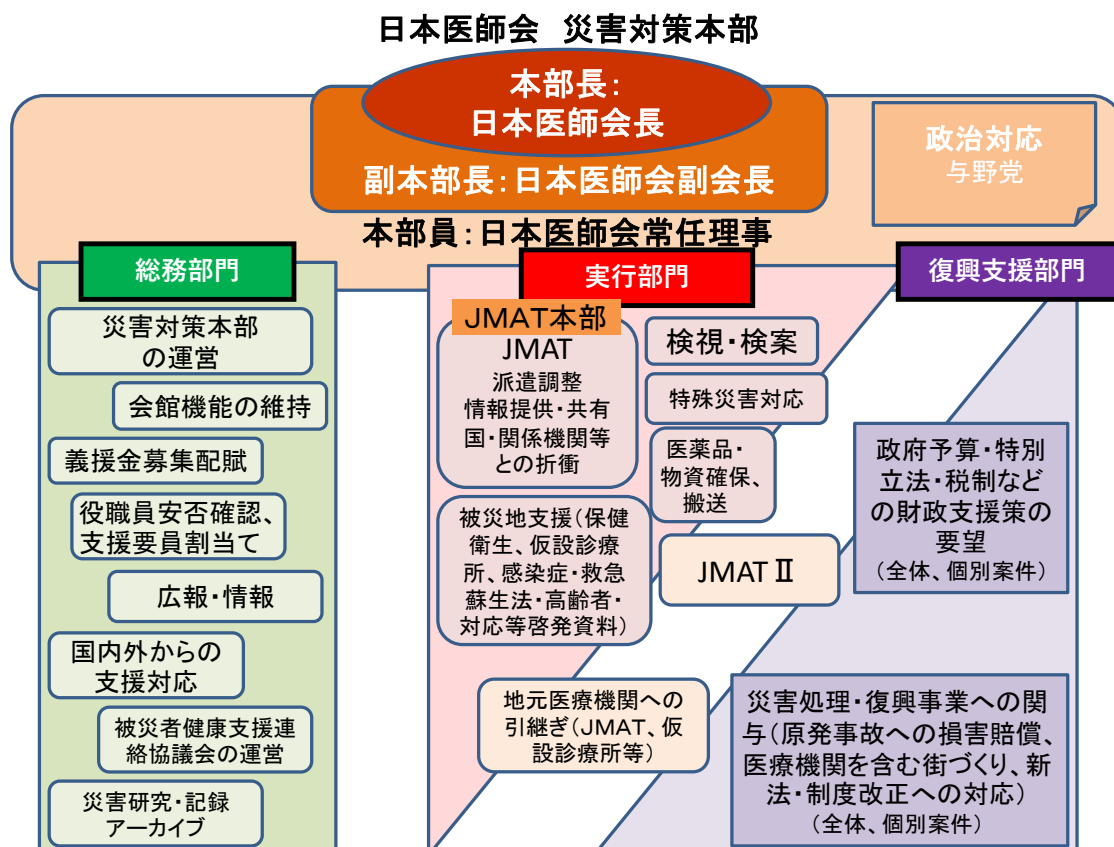 日本医師会　災害対策本部
本部長：
日本医師会長
副本部長：日本医師会副会長
本部員：日本医師会常任理事
政治対応
与野党
総務部門
災害対策本部
の運営
会館機能の維持
義援金募集配賦
役職員安否確認、
支援要員割当て
広報・情報
国内外からの
支援対応
被災者健康支援連
絡協議会の運営
災害研究・記録
アーカイブ
実行部門
JMAT本部
JMAT
派遣調整
情報提供・共有
国・関係機関等
との折衝
検視・検案
特殊災害対応
医薬品・
物資確保、
搬送
被災地支援（保健
衛生、仮設診療
所、感染症・救急
蘇生法・高齢者・
対応等啓発資料）
JMATⅡ
地元医療機関への
引継ぎ（JMAT、仮
設診療所等）
復興支援部門
政府予算・特別
立法・税制など
の財政支援策の
要望
（全体、個別案件）
災害処理・復興事業への関
与（原発事故への損害賠償、
医療機関を含む街づくり、新
法・制度改正への対応）
（全体、個別案件）